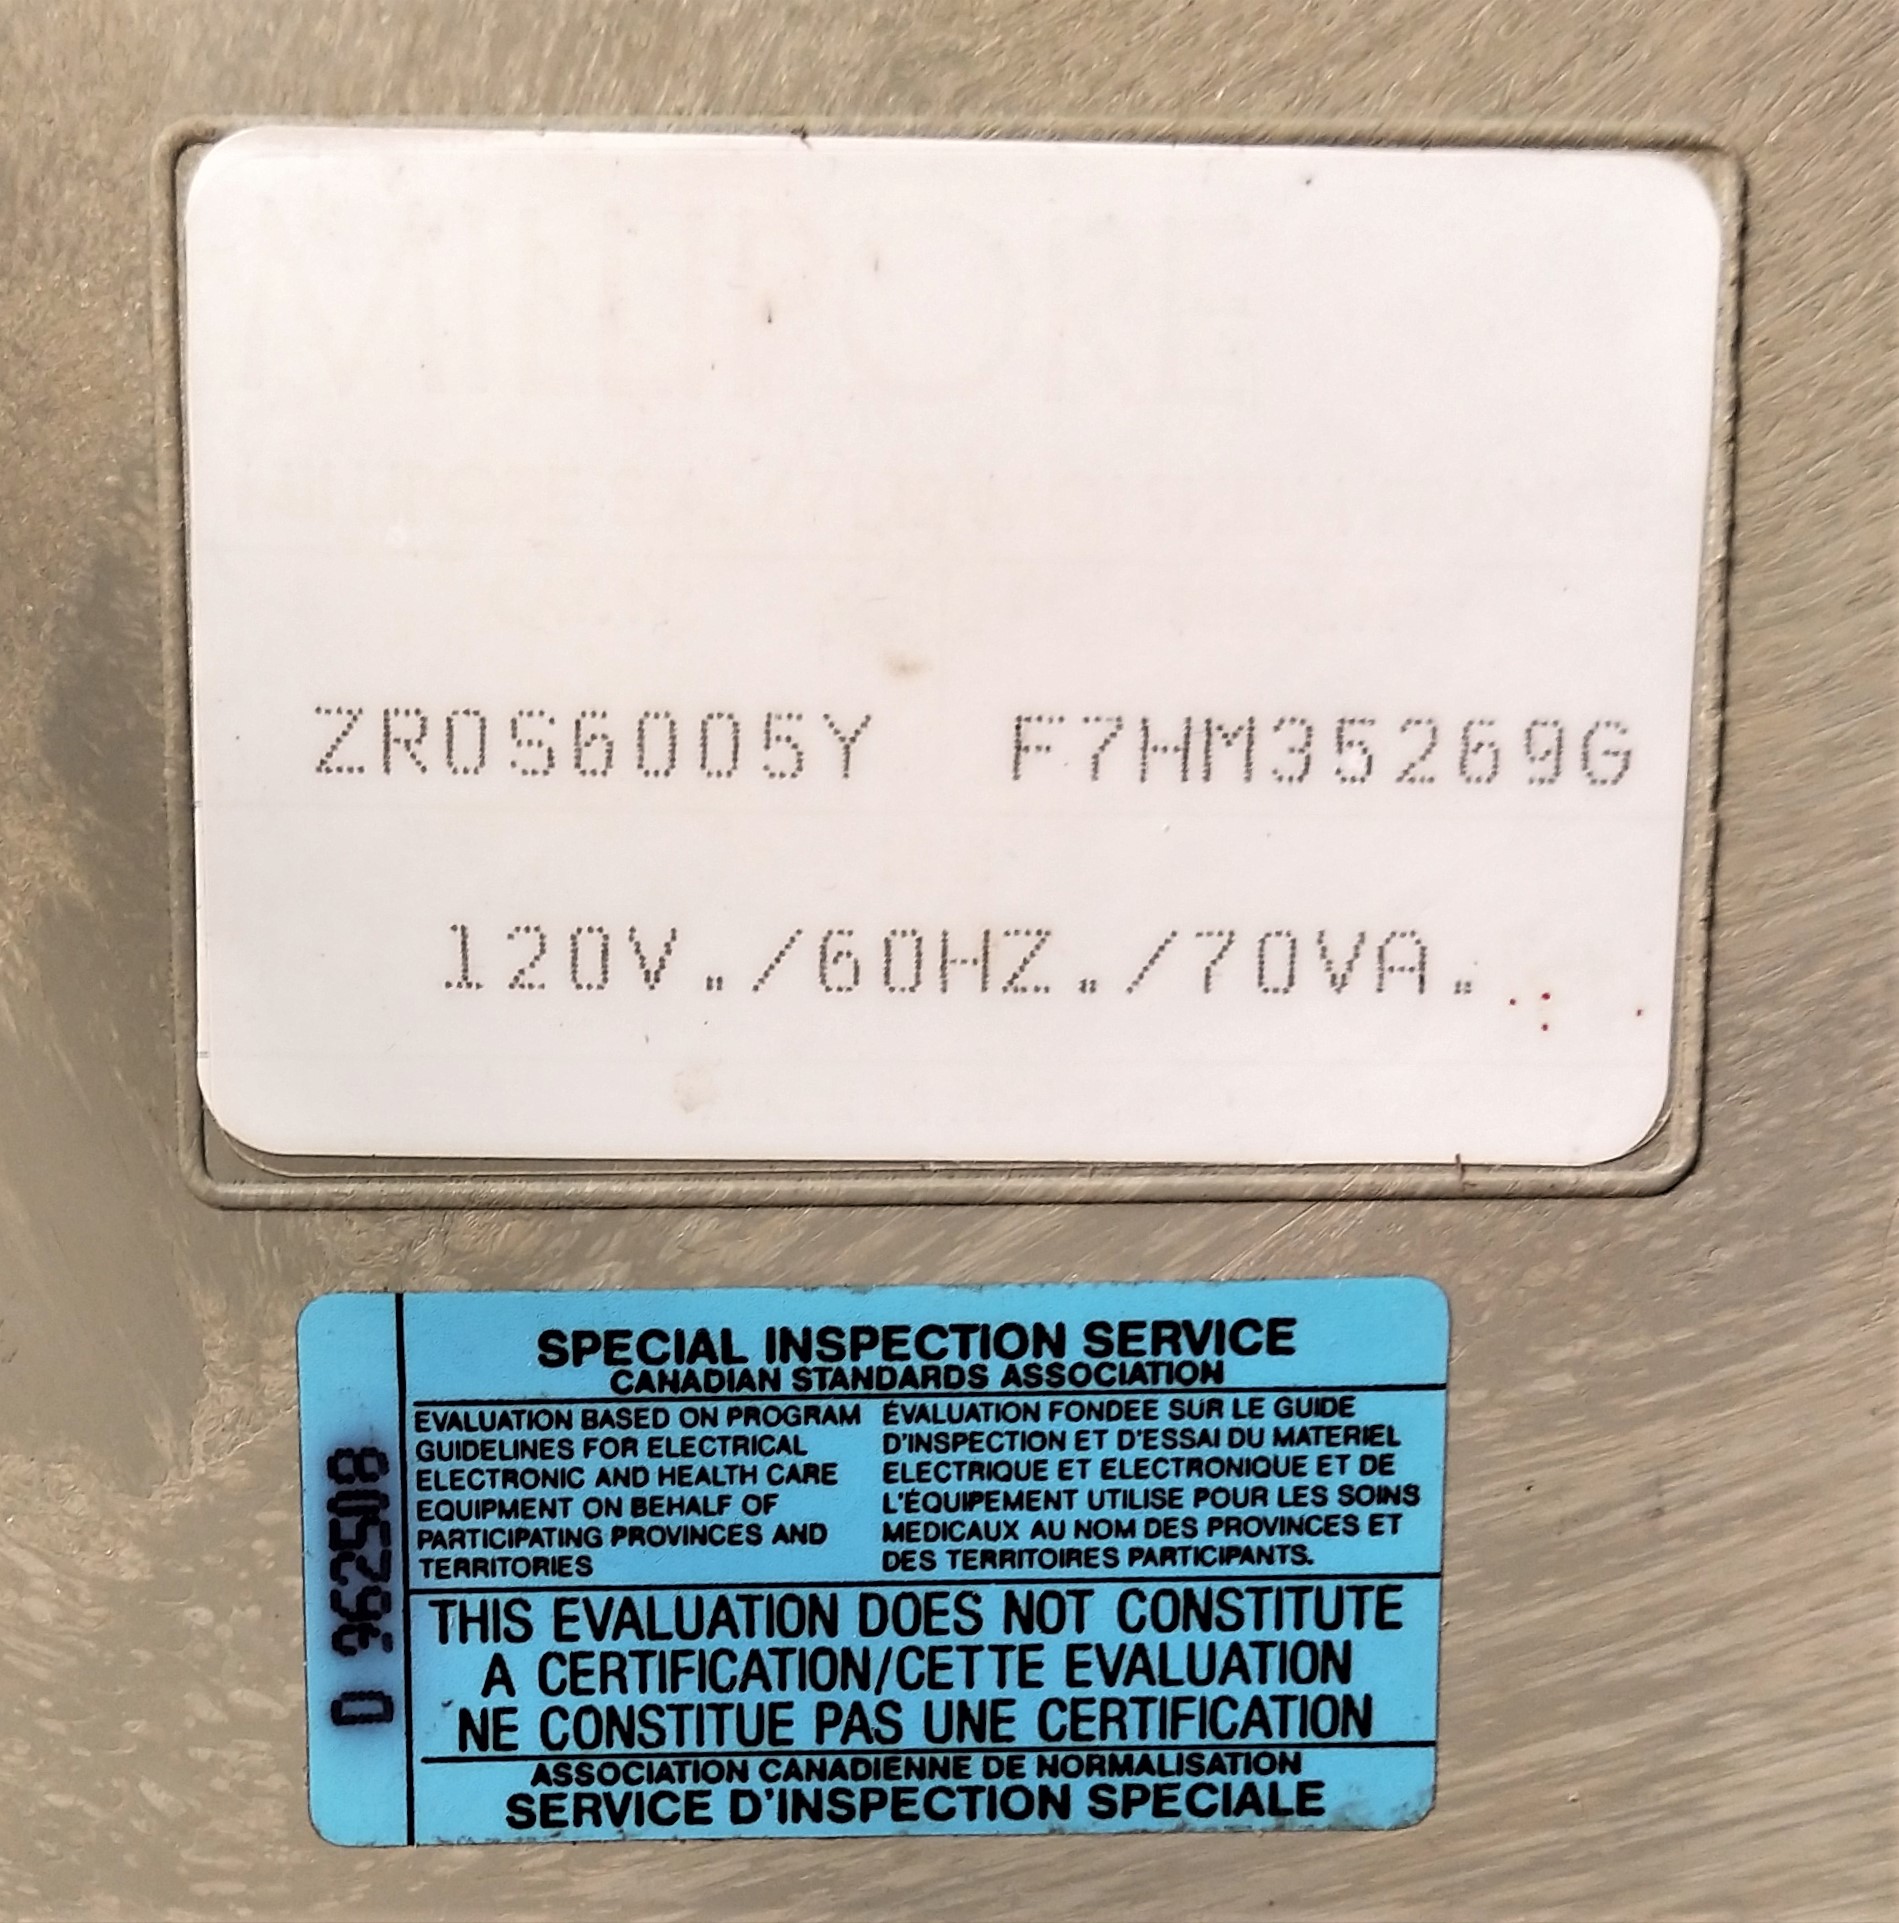 MILLIPORE
ZR0S6005Y F7HM35269G
120V./60HZ./70VA.
SPECIAL INSPECTION SERVICE
CANADIAN STANDARDS ASSOCIATION
EVALUATION BASED ON PROGRAM
GUIDELINES FOR ELECTRICAL
ELECTRONIC AND HEALTH CARE
EQUIPMENT ON BEHALF OF
PARTICIPATING PROVINCES AND
TERRITORIES
ÉVALUATION FONDEE SUR LE GUIDE
D'INSPECTION ET D'ESSAI DU MATERIEL
ELECTRIQUE ET ELECTRONIQUE ET DE
L'ÉQUIPEMENT UTILISE POUR LES SOINS
MEDICAUX AU NOM DES PROVINCES ET
DES TERRITOIRES PARTICIPANTS.
THIS EVALUATION DOES NOT CONSTITUTE
A CERTIFICATION/CETTE EVALUATION
NE CONSTITUE PAS UNE CERTIFICATION
ASSOCIATION CANADIENNE DE NORMALISATION
SERVICE D'INSPECTION SPECIALE
D 962508